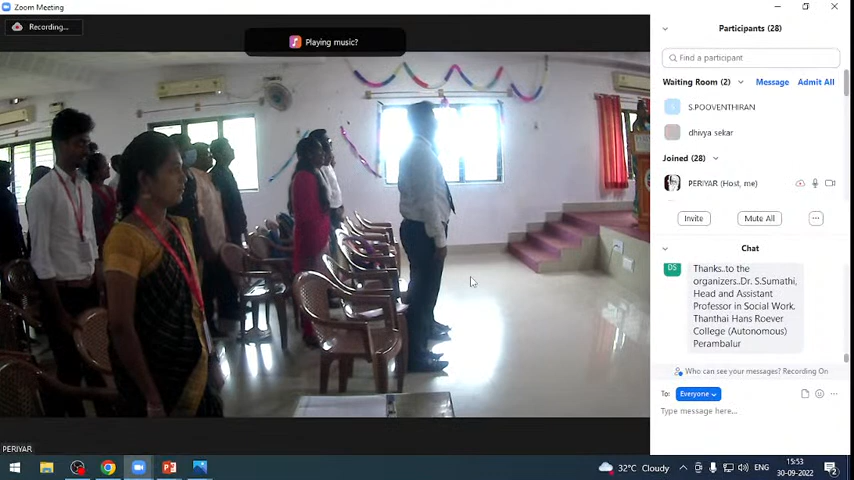 Zoom Meeting
Recording...
Playing music?
PERIYAR
Participants (28)
Find a participant
Waiting Room (2)
Message
Admit All
S.POOVENTHIRAN
dhivya sekar
Joined (28)
PERIYAR (Host, me)
Invite
Mute All
Chat
DS
Thanks..to the
organizers..Dr. S.Sumathi,
Head and Assistant
Professor in Social Work.
Thanthai Hans Roever
College (Autonomous)
Perambalur
Who can see your messages? Recording On
To: Everyone
Type message here...
32°C Cloudy
ENG
15:53
30-09-2022
2